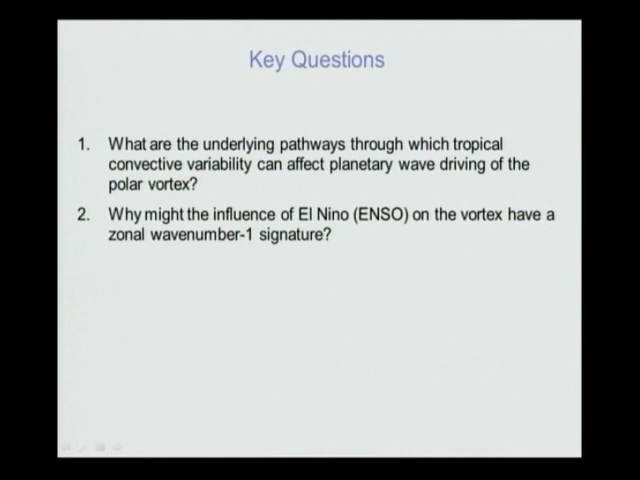 Key Questions
1. What are the underlying pathways through which tropical
convective variability can affect planetary wave driving of the
polar vortex?
2. Why might the influence of El Nino (ENSO) on the vortex have a
zonal wavenumber-1 signature?